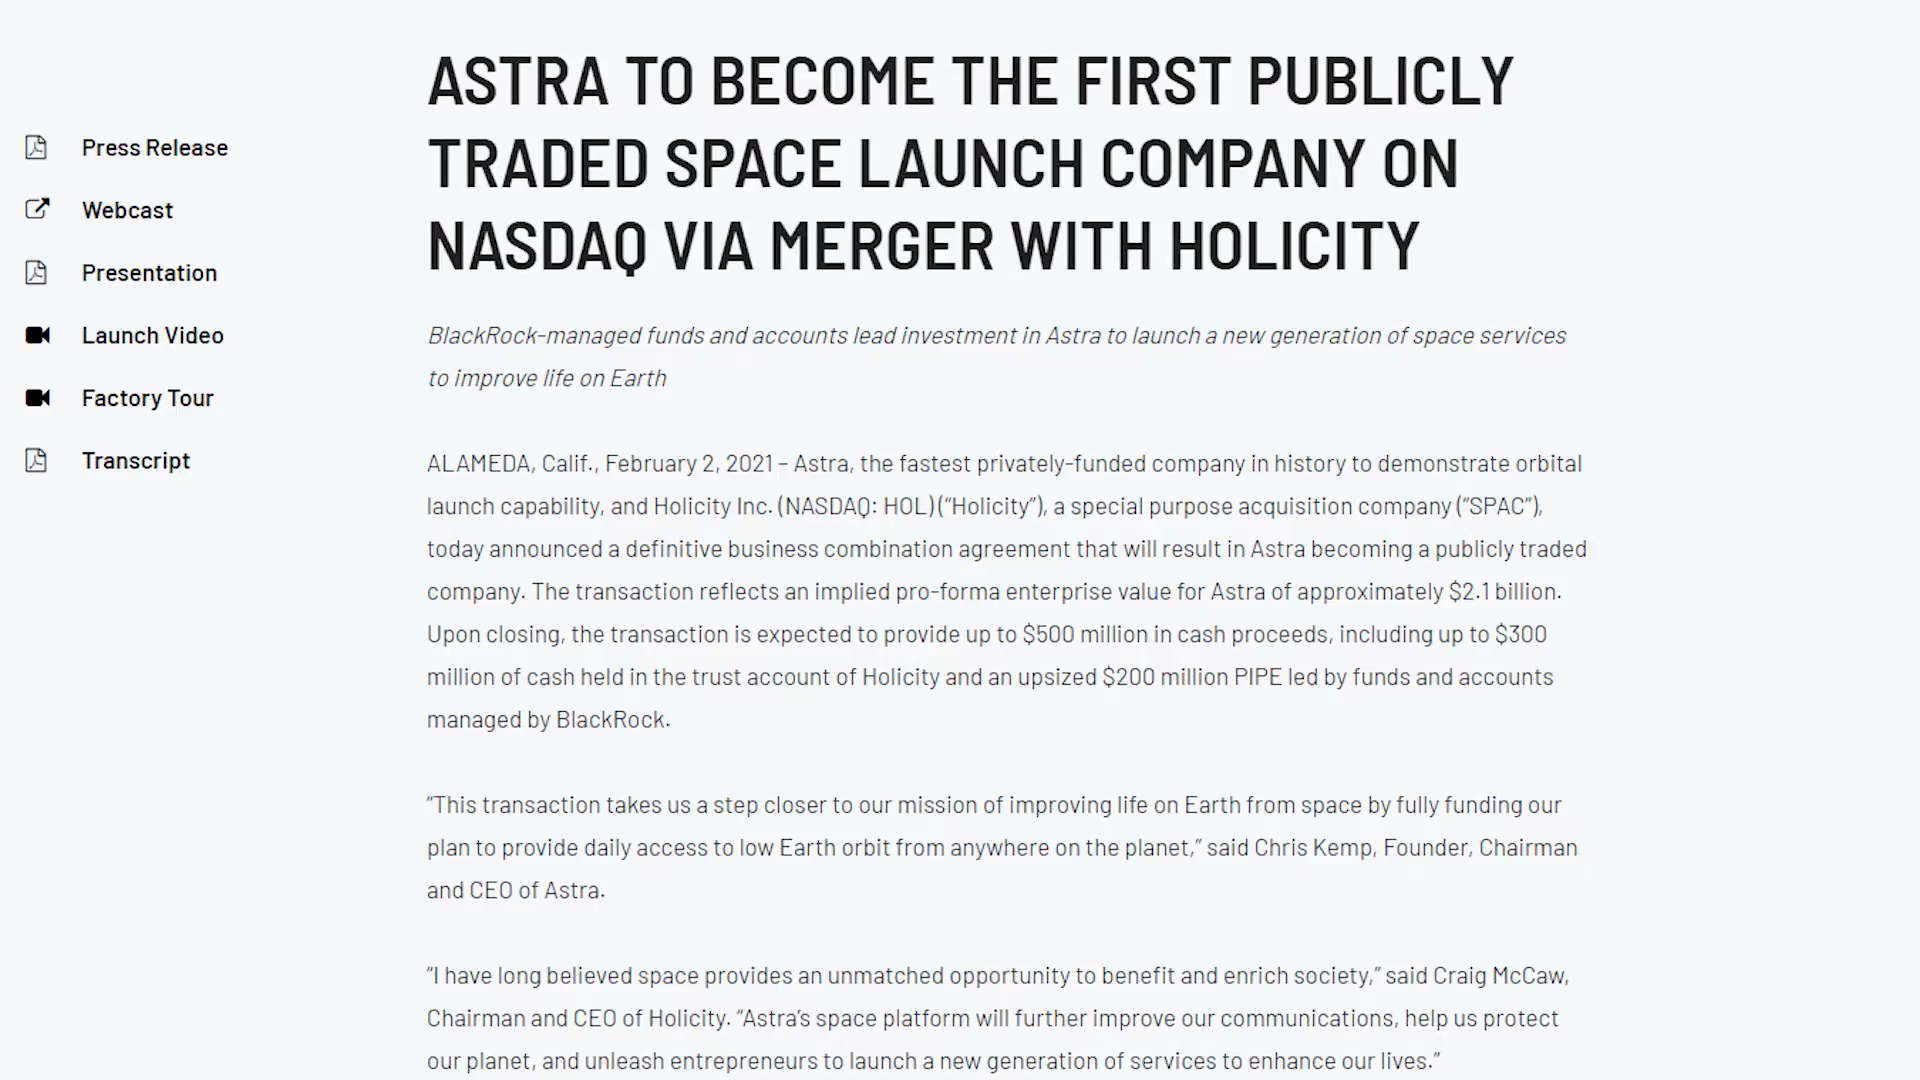 Press Release
Webcast
Presentation
Launch Video
Factory Tour
Transcript
ASTRA TO BECOME THE FIRST PUBLICLY
TRADED SPACE LAUNCH COMPANY ON
NASDAQ VIA MERGER WITH HOLICITY
BlackRock-managed funds and accounts lead investment in Astra to launch a new generation of space services
to improve life on Earth
ALAMEDA, Calif., February 2, 2021 – Astra, the fastest privately-funded company in history to demonstrate orbital
launch capability, and Holicity Inc. (NASDAQ: HOL) (“Holicity”), a special purpose acquisition company (“SPAC”),
today announced a definitive business combination agreement that will result in Astra becoming a publicly traded
company. The transaction reflects an implied pro-forma enterprise value for Astra of approximately $2.1 billion.
Upon closing, the transaction is expected to provide up to $500 million in cash proceeds, including up to $300
million of cash held in the trust account of Holicity and an upsized $200 million PIPE led by funds and accounts
managed by BlackRock.
“This transaction takes us a step closer to our mission of improving life on Earth from space by fully funding our
plan to provide daily access to low Earth orbit from anywhere on the planet,” said Chris Kemp, Founder, Chairman
and CEO of Astra.
“I have long believed space provides an unmatched opportunity to benefit and enrich society,” said Craig McCaw,
Chairman and CEO of Holicity. “Astra’s space platform will further improve our communications, help us protect
our planet, and unleash entrepreneurs to launch a new generation of services to enhance our lives.”